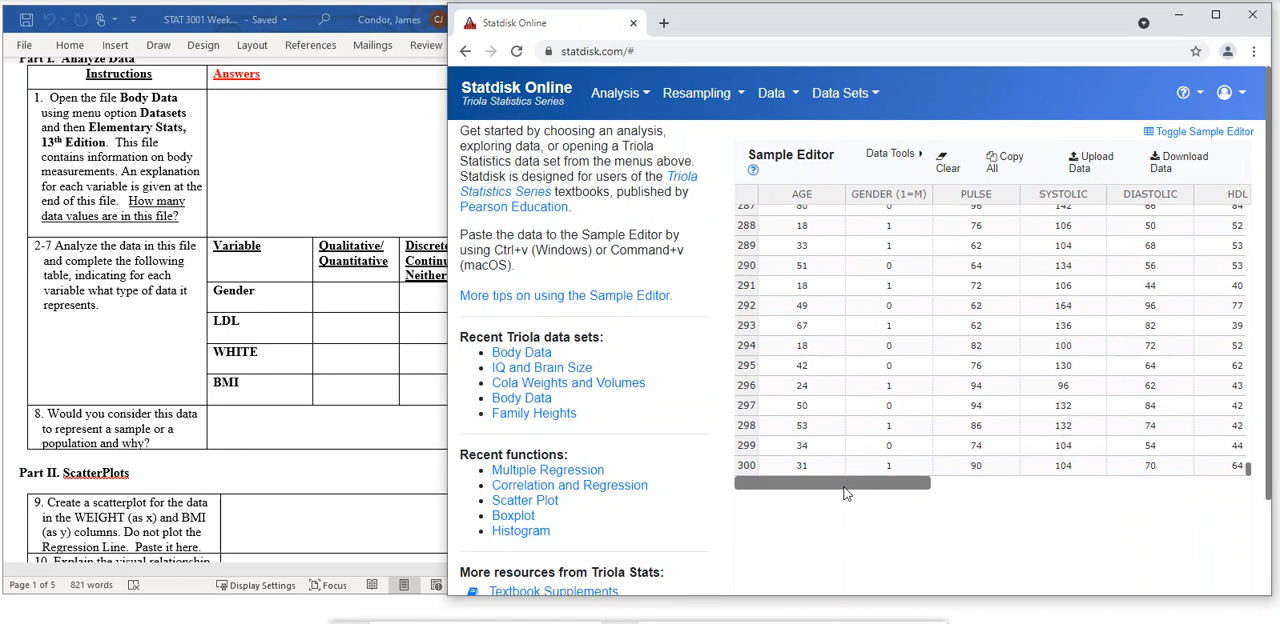 STAT 3001 Week... - Saved
Condor, James
CJ
File Home Insert Draw Design Layout References Mailings Review
Part I. Analyze Data
Instructions
Answers
1. Open the file Body Data
using menu option Datasets
and then Elementary Stats,
13th Edition. This file
contains information on body
measurements. An explanation
for each variable is given at the
end of this file. How many
data values are in this file?
2-7 Analyze the data in this file
and complete the following
table, indicating for each
variable what type of data it
represents.
Variable
Qualitative/
Quantitative
Discrete
Neither
Gender
LDL
WHITE
BMI
8. Would you consider this data
to represent a sample or a
population and why?
Part II. ScatterPlots
9. Create a scatterplot for the data
in the WEIGHT (as x) and BMI
(as y) columns. Do not plot the
Regression Line. Paste it here.
10. Explain the visual relationship
Page 1 of 5 821 words
Display Settings
Focus
Statdisk Online
statdisk.com/#
Statdisk Online
Triola Statistics Series
Analysis Resampling Data Data Sets
Get started by choosing an analysis,
exploring data, or opening a Triola
Statistics data set from the menus above.
Statdisk is designed for users of the Triola
Statistics Series textbooks, published by
Pearson Education.
Paste the data to the Sample Editor by
using Ctrl+v (Windows) or Command+v
(macOS).
More tips on using the Sample Editor.
Recent Triola data sets:
• Body Data
• IQ and Brain Size
• Cola Weights and Volumes
• Body Data
• Family Heights
Recent functions:
• Multiple Regression
• Correlation and Regression
• Scatter Plot
• Boxplot
• Histogram
More resources from Triola Stats:
Textbook Supplements
Toggle Sample Editor
Sample Editor
Data Tools
Clear
Copy
All
Upload
Data
Download
Data
AGE GENDER (1=M) PULSE SYSTOLIC DIASTOLIC HDL
287 80 0 96 142 66 84
288 18 1 76 106 50 52
289 33 1 62 104 68 53
290 51 0 64 134 56 53
291 18 1 72 106 44 40
292 49 0 62 164 96 77
293 67 1 62 136 82 39
294 18 0 82 100 72 52
295 42 0 76 130 64 62
296 24 1 94 96 62 43
297 50 0 94 132 84 42
298 53 1 86 132 74 42
299 34 0 74 104 54 44
300 31 1 90 104 70 64